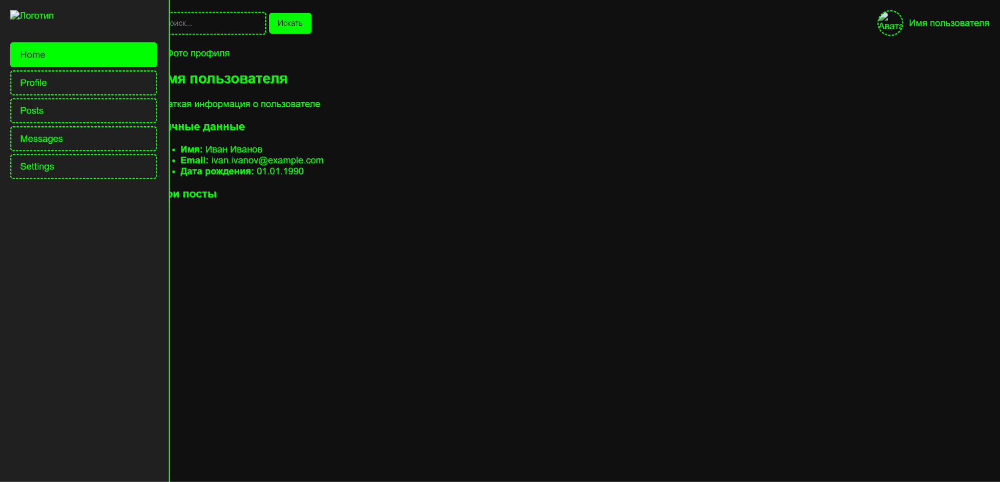 Логотип
Home
Profile
Posts
Messages
Settings
оиск...
Искать
Авата
Имя пользователя
Фото профиля
мя пользователя
аткая информация о пользователе
чные данные
Имя: Иван Иванов
Email: ivan.ivanov@example.com
Дата рождения: 01.01.1990
ои посты